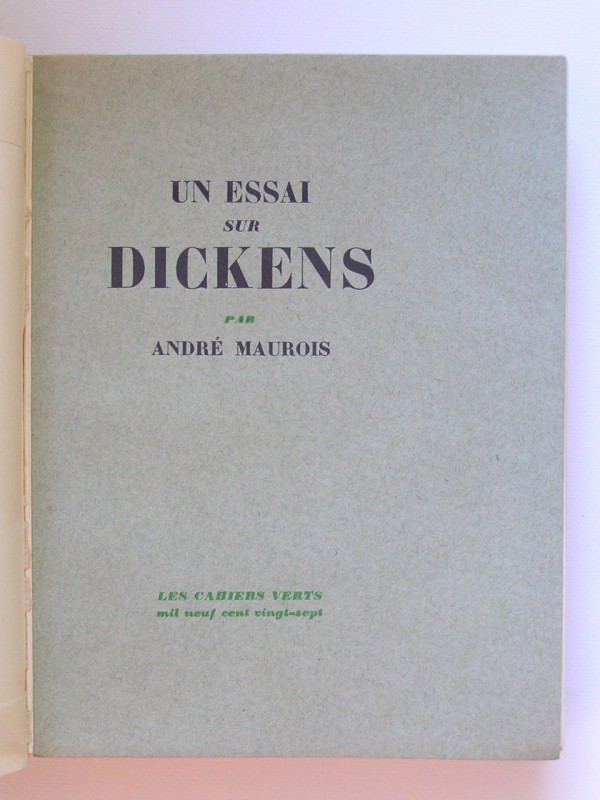 UN ESSAI
SUR
DICKENS
PAR
ANDRÉ MAUROIS
LES CAHIERS VERTS
mil neuf cent vingt-sept